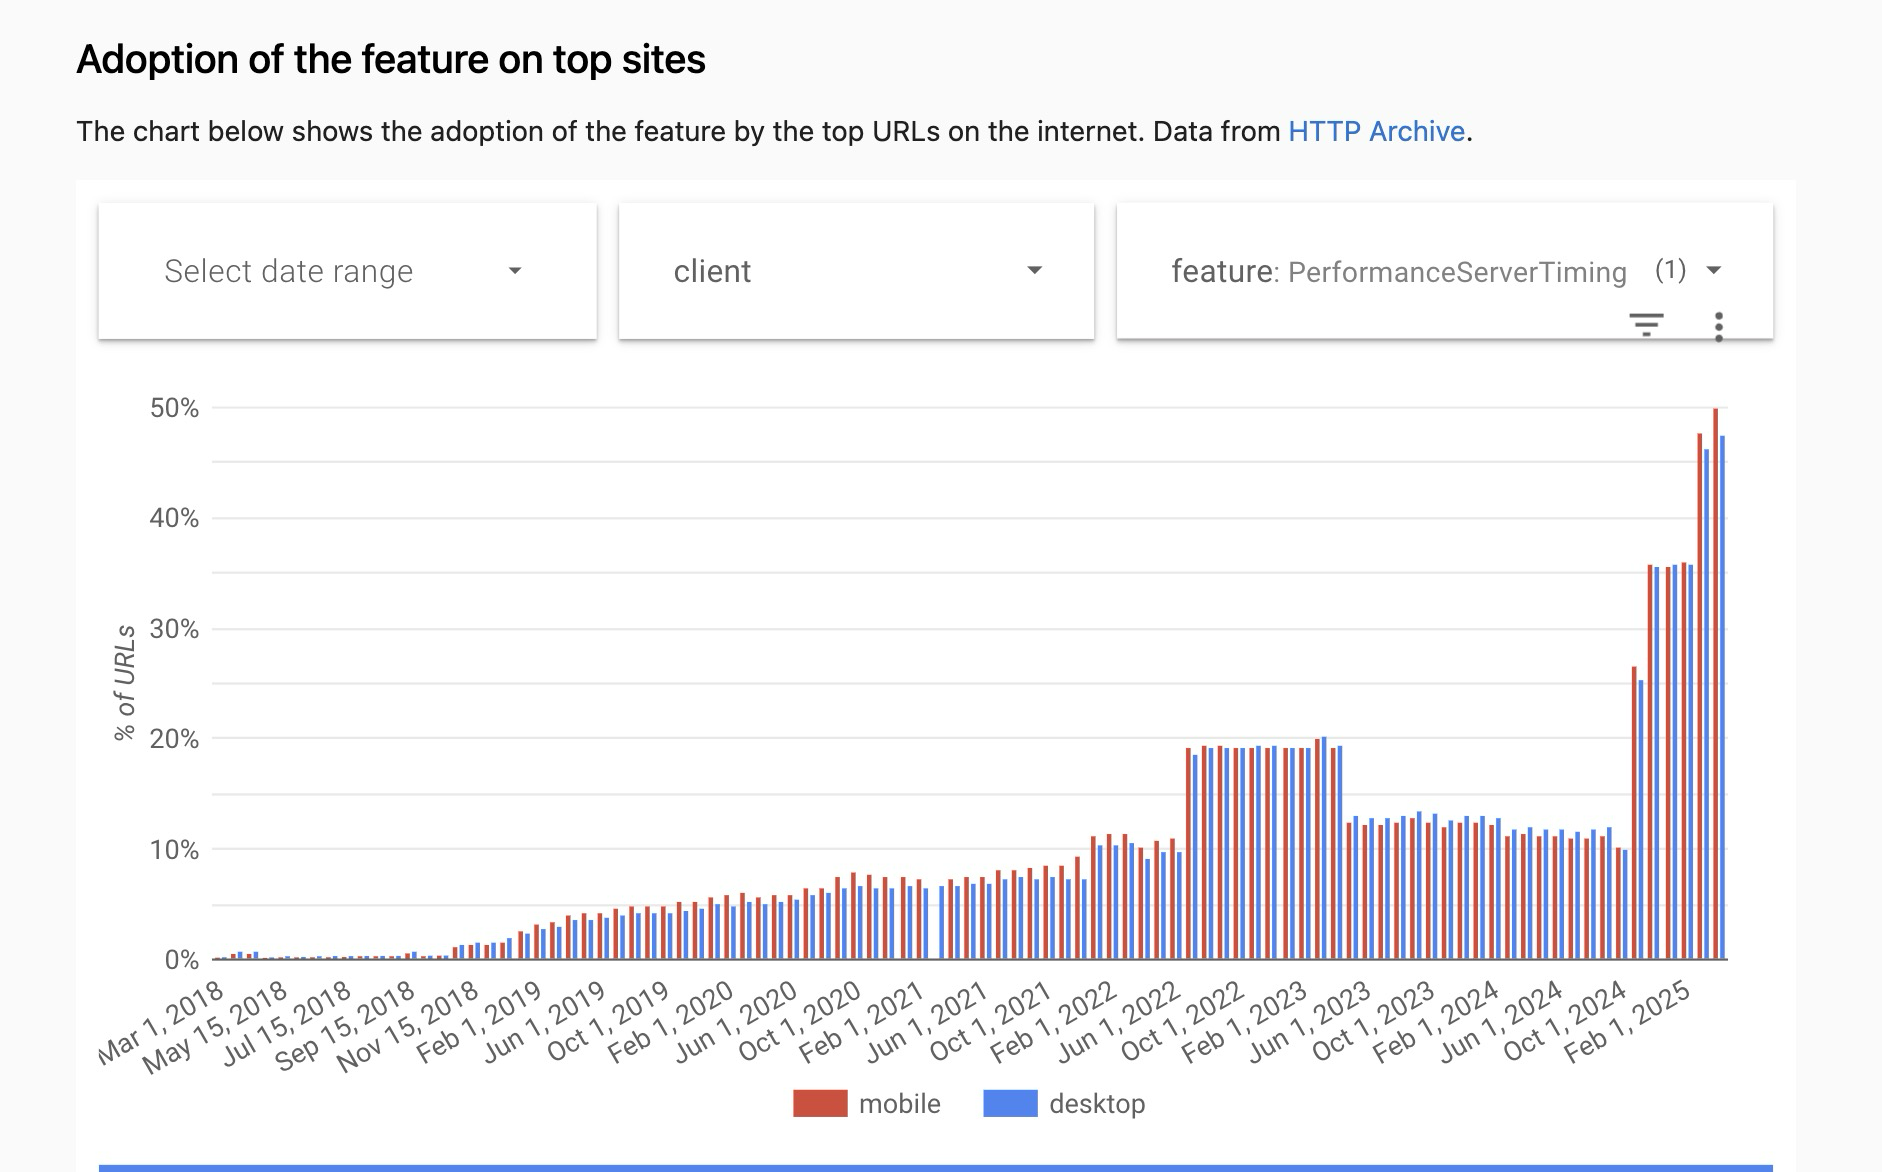 Adoption of the feature on top sites
The chart below shows the adoption of the feature by the top URLs on the internet. Data from HTTP Archive.
Select date range
client
feature: PerformanceServerTiming (1)
50%
40%
30%
20%
10%
0%
% of URLs
Mar 1, 2018
May 15, 2018
Jul 15, 2018
Sep 15, 2018
Nov 15, 2018
Feb 1, 2019
Jun 1, 2019
Oct 1, 2019
Feb 1, 2020
Jun 1, 2020
Oct 1, 2020
Feb 1, 2021
Jun 1, 2021
Oct 1, 2021
Feb 1, 2022
Jun 1, 2022
Oct 1, 2022
Feb 1, 2023
Jun 1, 2023
Oct 1, 2023
Feb 1, 2024
Jun 1, 2024
Oct 1, 2024
Feb 1, 2025
mobile
desktop